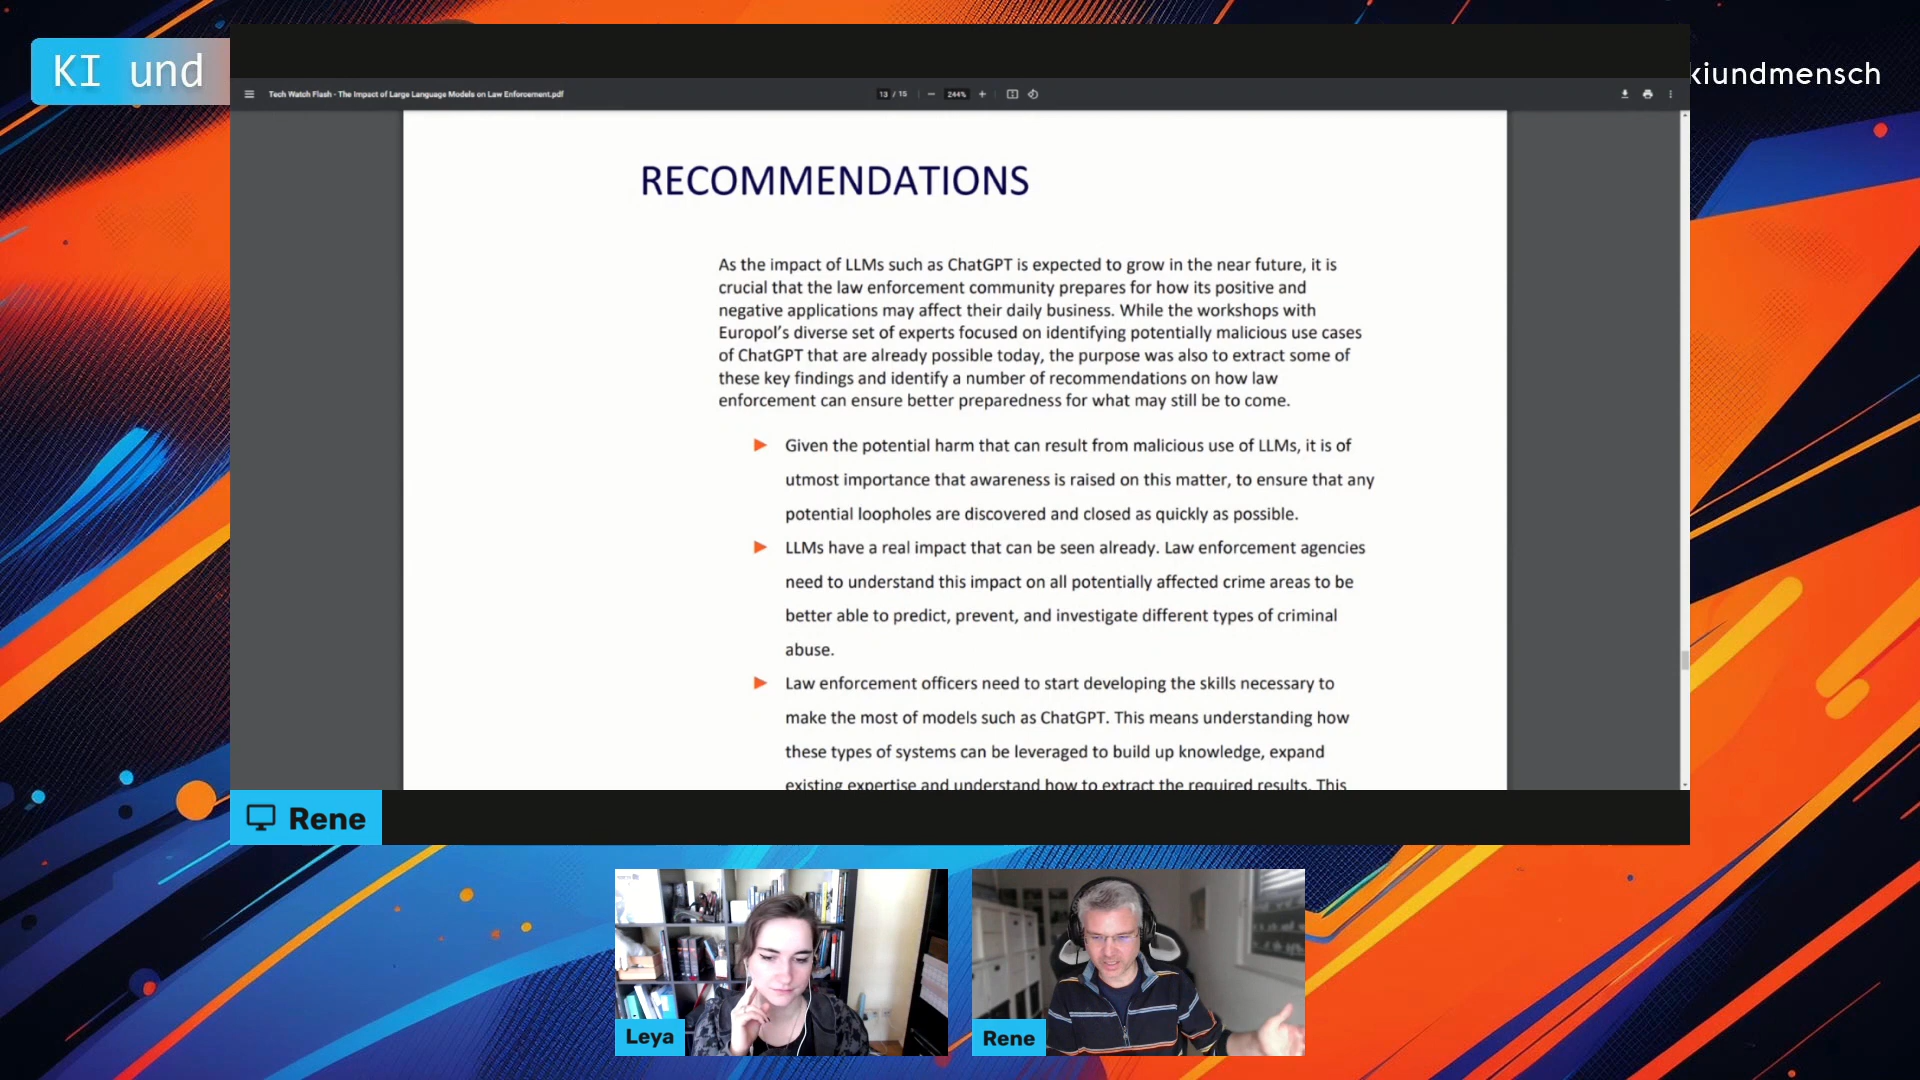 KI und
kiundmensch
Tech Watch Flash - The Impact of Large Language Models on Law Enforcement.pdf
13 / 15
244%
RECOMMENDATIONS
As the impact of LLMs such as ChatGPT is expected to grow in the near future, it is
crucial that the law enforcement community prepares for how its positive and
negative applications may affect their daily business. While the workshops with
Europol’s diverse set of experts focused on identifying potentially malicious use cases
of ChatGPT that are already possible today, the purpose was also to extract some of
these key findings and identify a number of recommendations on how law
enforcement can ensure better preparedness for what may still be to come.
Given the potential harm that can result from malicious use of LLMs, it is of
utmost importance that awareness is raised on this matter, to ensure that any
potential loopholes are discovered and closed as quickly as possible.
LLMs have a real impact that can be seen already. Law enforcement agencies
need to understand this impact on all potentially affected crime areas to be
better able to predict, prevent, and investigate different types of criminal
abuse.
Law enforcement officers need to start developing the skills necessary to
make the most of models such as ChatGPT. This means understanding how
these types of systems can be leveraged to build up knowledge, expand
existing expertise and understand how to extract the required results. This
Rene
Leya
Rene